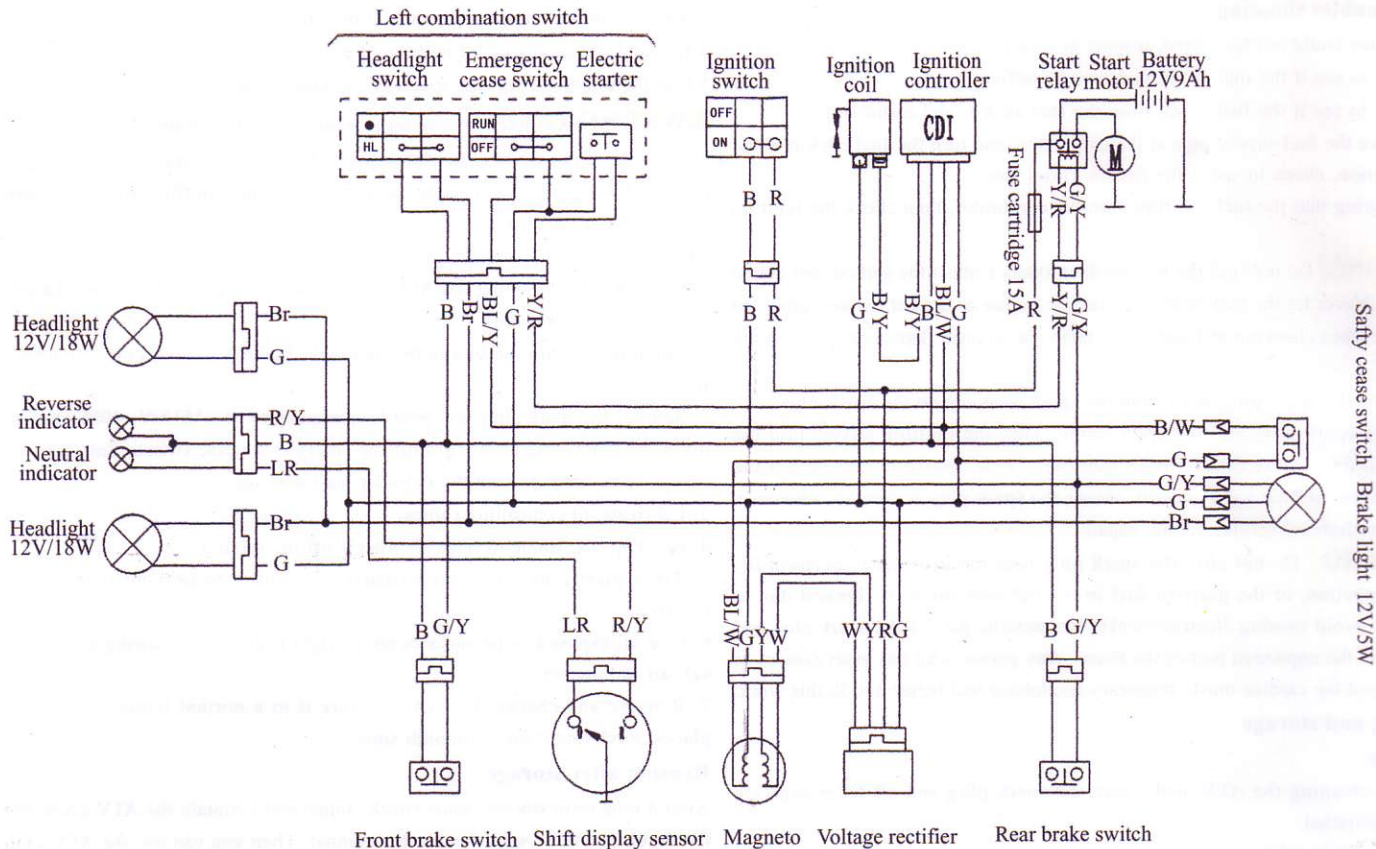 Left combination switch
Headlight switch
Emergency cease switch
Electric starter
Ignition switch
Ignition coil
Ignition controller
Start relay
Start motor
Battery 12V9Ah
HL
RUN
OFF
OFF
ON
CDI
M
Fuse cartridge 15A
B R
Y/R G/Y
B Br BL/Y G Y/R
B R
G B/Y B/Y B BL/W G R Y/R G/Y
Headlight 12V/18W
Br
G
Reverse indicator
Neutral indicator
R/Y
B
LR
Headlight 12V/18W
Br
G
B/W
G
G/Y
G
Br
Safty cease switch Brake light 12V/5W
B G/Y
LR R/Y
BL/W G Y W
W Y R G
B G/Y
Front brake switch Shift display sensor Magneto Voltage rectifier Rear brake switch